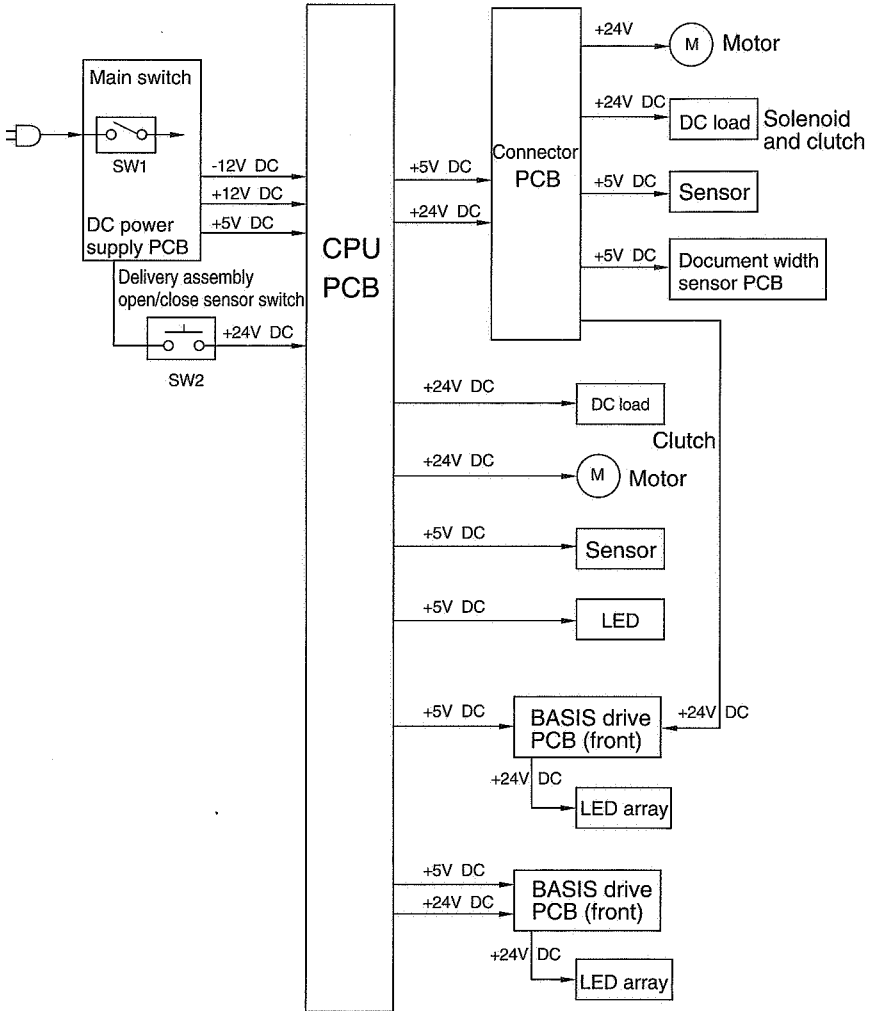 Main switch
SW1
-12V DC
+12V DC
+5V DC
DC power
supply PCB
Delivery assembly
open/close sensor switch
+24V DC
SW2
CPU
PCB
+5V DC
+24V DC
Connector
PCB
+24V
M
Motor
+24V DC
DC load
Solenoid
and clutch
+5V DC
Sensor
+5V DC
Document width
sensor PCB
+24V DC
DC load
Clutch
+24V DC
M
Motor
+5V DC
Sensor
+5V DC
LED
+5V DC
BASIS drive
PCB (front)
+24V DC
+24V DC
LED array
+5V DC
+24V DC
BASIS drive
PCB (front)
+24V DC
LED array